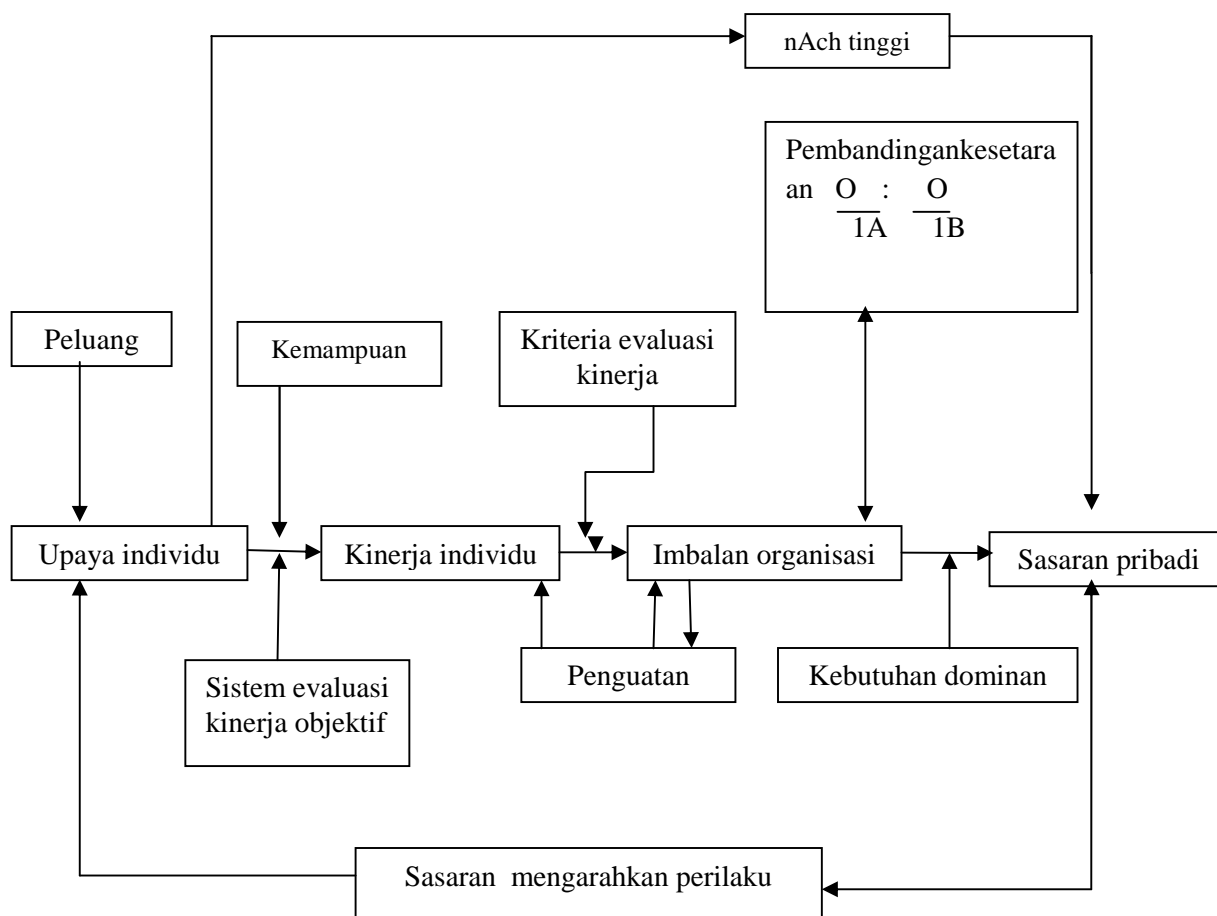 nAch tinggi
Pembandingankesetara
an O : O
1A 1B
Peluang
Kemampuan
Kriteria evaluasi
kinerja
Upaya individu
Kinerja individu
Imbalan organisasi
Sasaran pribadi
Sistem evaluasi
kinerja objektif
Penguatan
Kebutuhan dominan
Sasaran mengarahkan perilaku